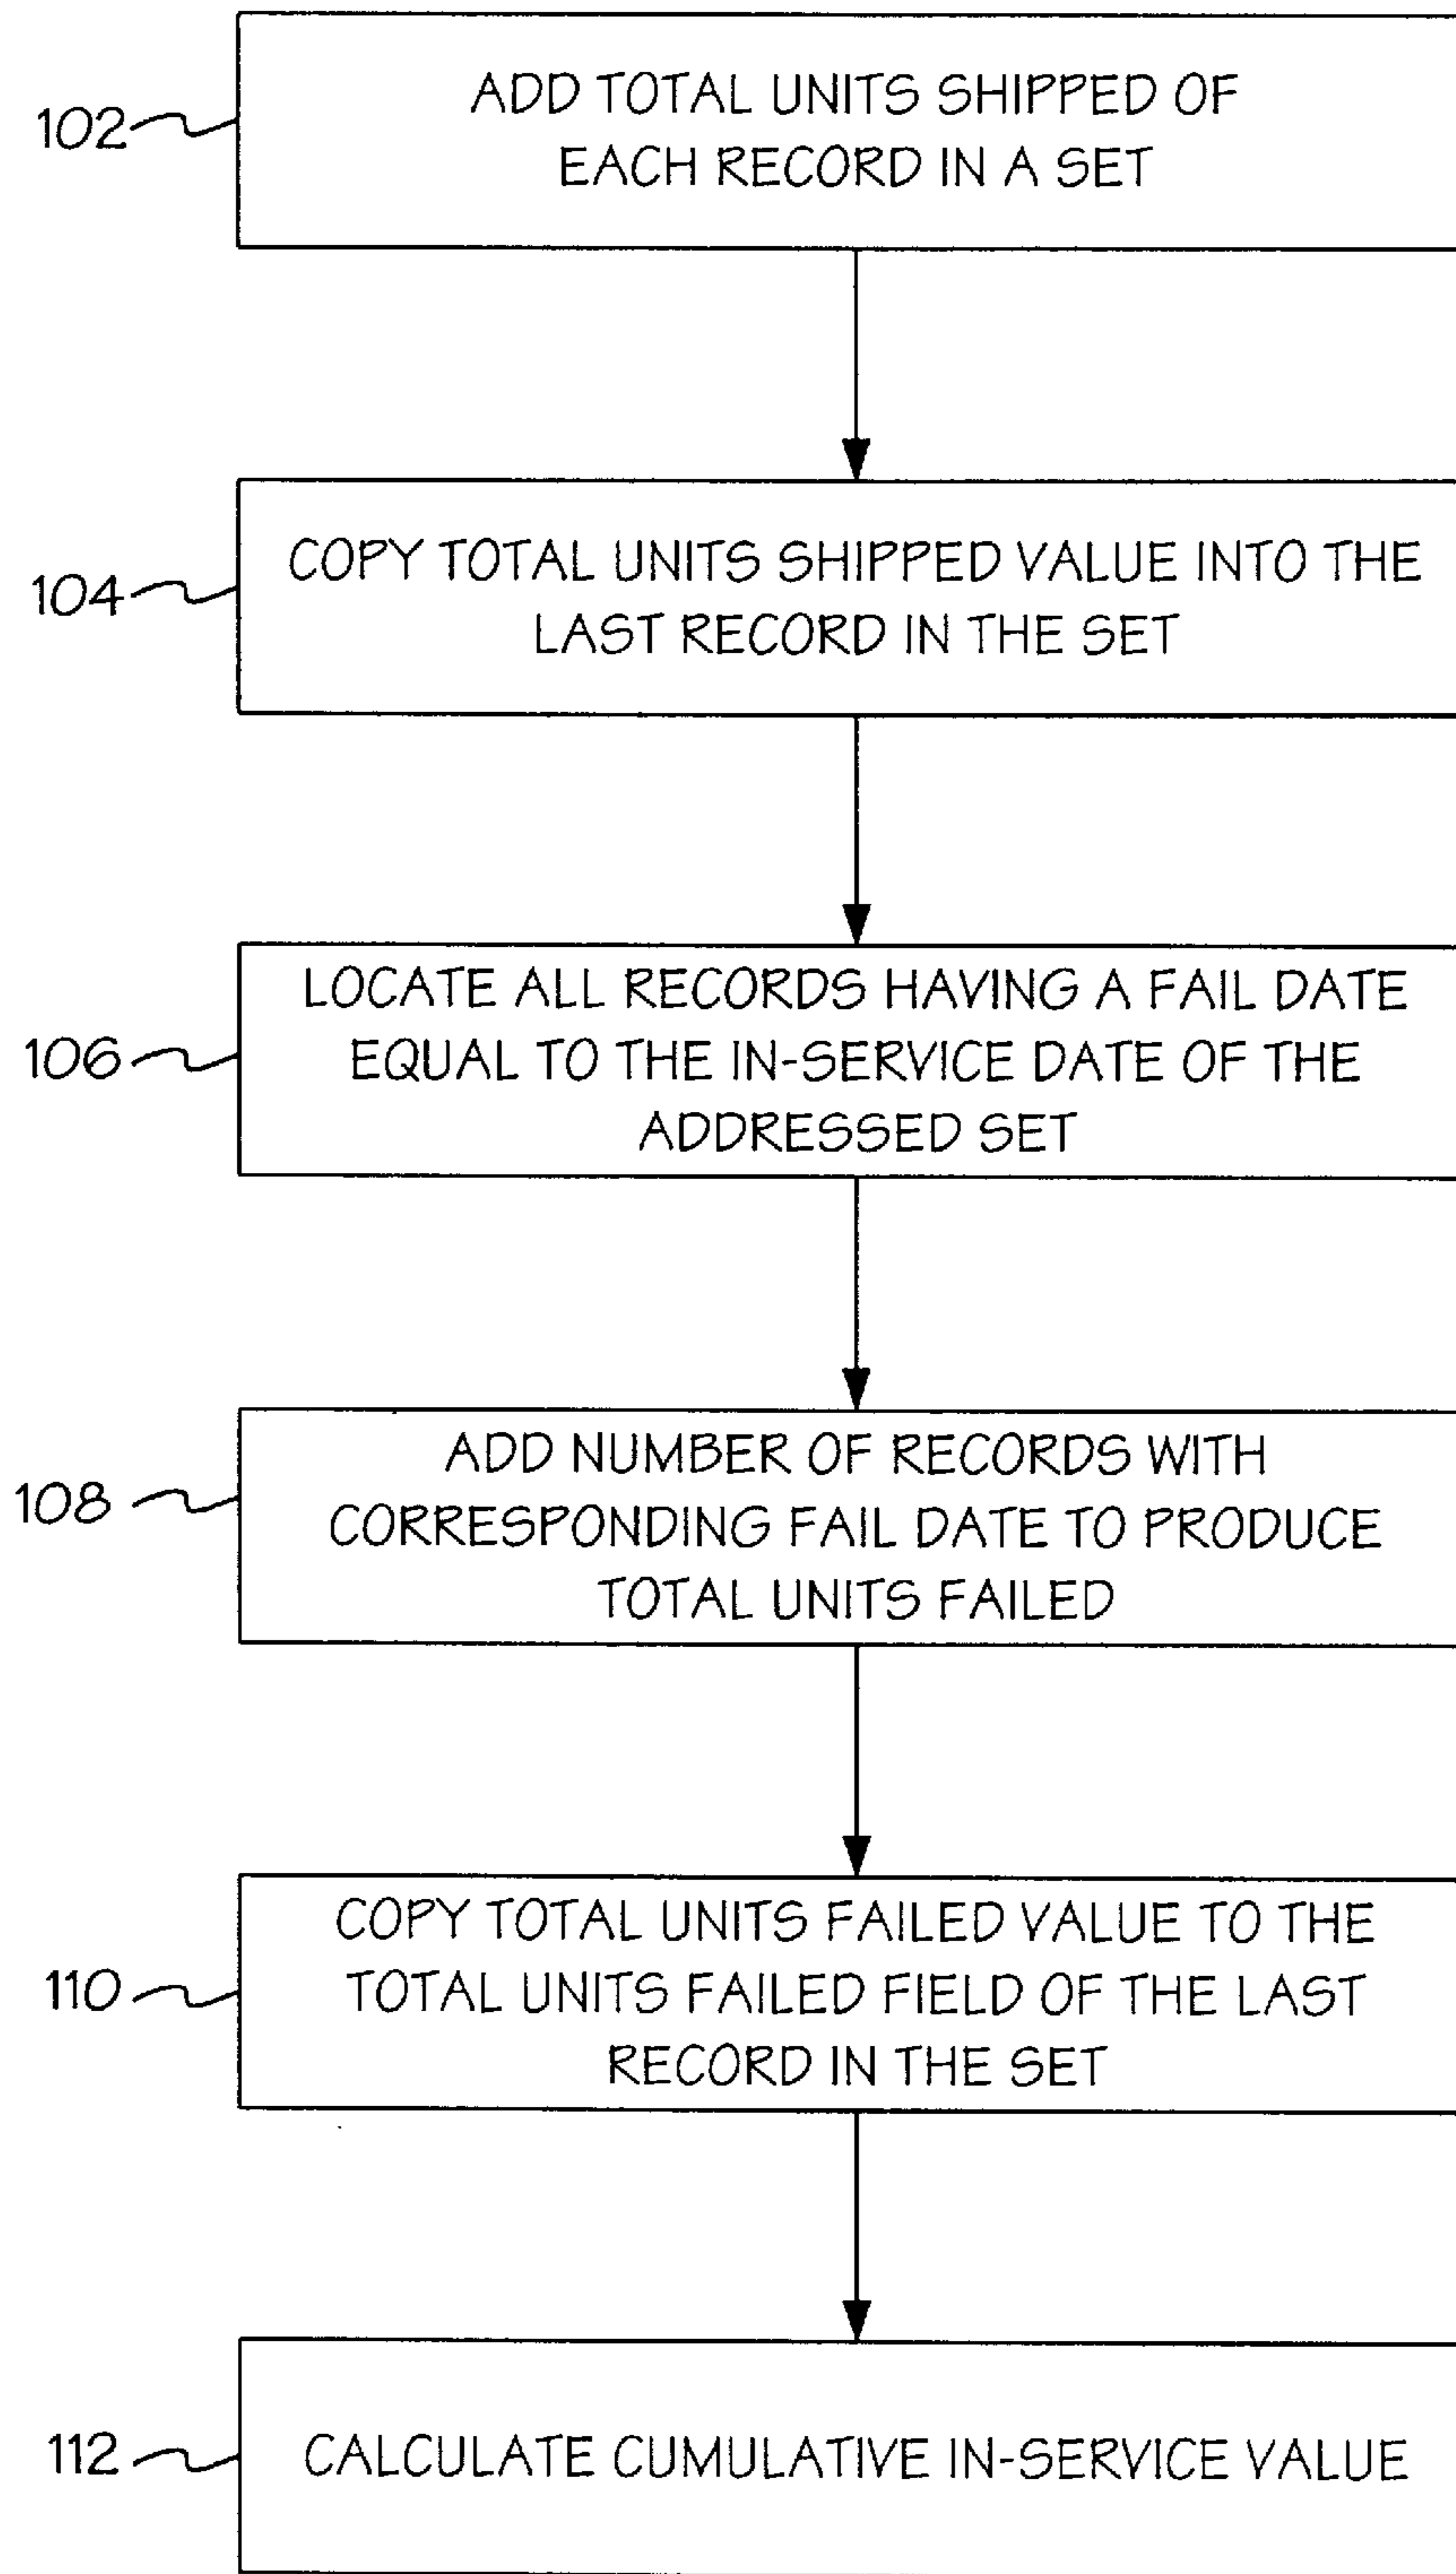 102
ADD TOTAL UNITS SHIPPED OF
EACH RECORD IN A SET
104
COPY TOTAL UNITS SHIPPED VALUE INTO THE
LAST RECORD IN THE SET
106
LOCATE ALL RECORDS HAVING A FAIL DATE
EQUAL TO THE IN-SERVICE DATE OF THE
ADDRESSED SET
108
ADD NUMBER OF RECORDS WITH
CORRESPONDING FAIL DATE TO PRODUCE
TOTAL UNITS FAILED
110
COPY TOTAL UNITS FAILED VALUE TO THE
TOTAL UNITS FAILED FIELD OF THE LAST
RECORD IN THE SET
112
CALCULATE CUMULATIVE IN-SERVICE VALUE